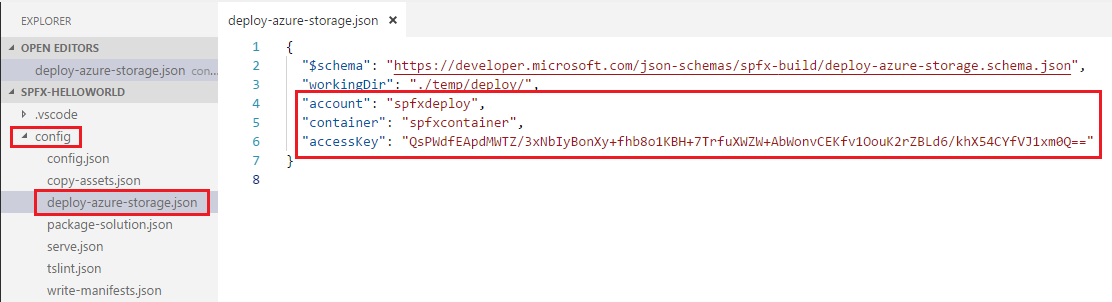 EXPLORER
OPEN EDITORS
deploy-azure-storage.json con...
SPFX-HELLOWORLD
.vscode
config
config.json
copy-assets.json
deploy-azure-storage.json
package-solution.json
serve.json
tslint.json
write-manifests.json
deploy-azure-storage.json ×
1 {
2 "$schema": "https://developer.microsoft.com/json-schemas/spfx-build/deploy-azure-storage.schema.json",
3 "workingDir": "./temp/deploy/",
4 "account": "spfxdeploy",
5 "container": "spfxcontainer",
6 "accessKey": "QsPWdfEApdMWTZ/3xNbIyBonXy+fhb8o1KBH+7TrfuXWZW+AbWonvCEKfv1OouK2rZBLd6/khX54CYfVJ1xm0Q=="
7 }
8